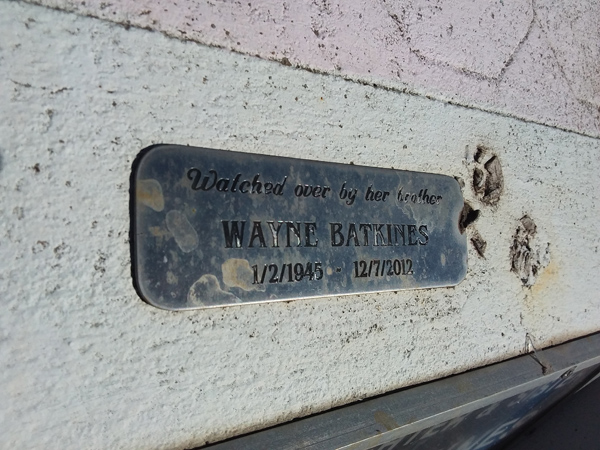 Watched over by her brother
WAYNE BATKINES
1/2/1945 - 12/7/2012